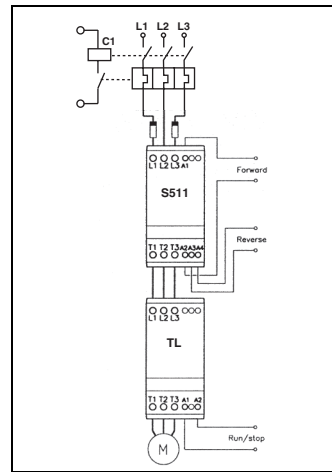 L1 L2 L3
C1
L1 L2 L3 A1
Forward
S511
Reverse
T1 T2 T3 A2 A3 A4
L1 L2 L3
TL
T1 T2 T3 A1 A2
Run/stop
M